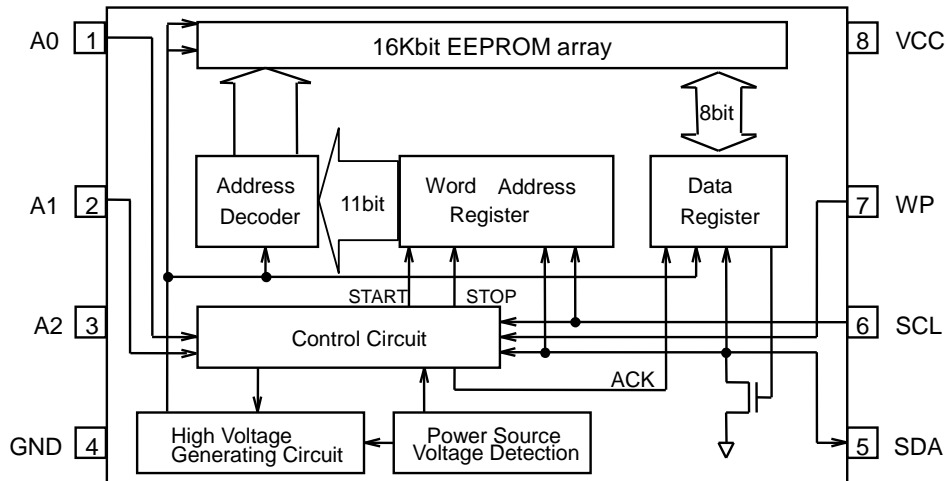 A0
1
16Kbit EEPROM array
8
VCC
8bit
A1
2
Address
Decoder
11bit
Word Address
Register
Data
Register
7
WP
START
STOP
A2
3
Control Circuit
6
SCL
ACK
GND
4
High Voltage
Generating Circuit
Power Source
Voltage Detection
5
SDA